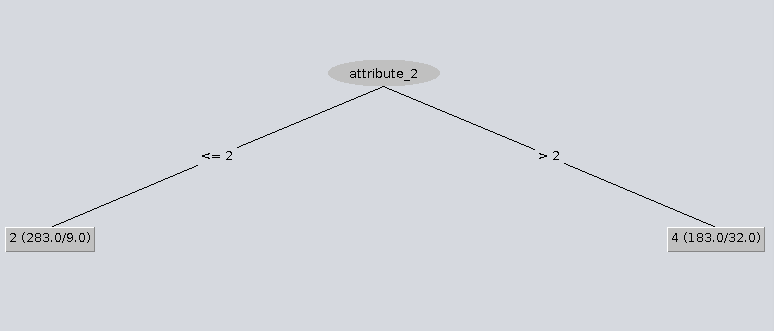 attribute_2
<= 2
> 2
2 (283.0/9.0)
4 (183.0/32.0)